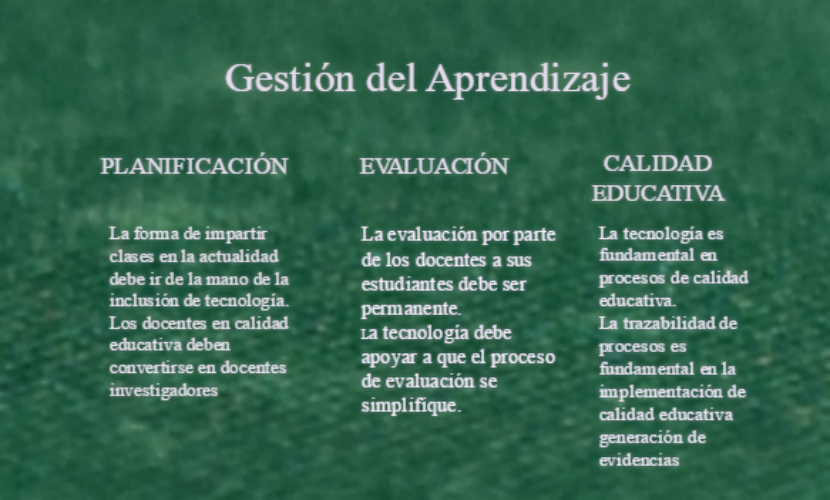 Gestión del Aprendizaje
PLANIFICACIÓN
La forma de impartir
clases en la actualidad
debe ir de la mano de la
inclusión de tecnología.
Los docentes en calidad
educativa deben
convertirse en docentes
investigadores
EVALUACIÓN
La evaluación por parte
de los docentes a sus
estudiantes debe ser
permanente.
La tecnología debe
apoyar a que el proceso
de evaluación se
simplifique.
CALIDAD
EDUCATIVA
La tecnología es
fundamental en
procesos de calidad
educativa.
La trazabilidad de
procesos es
fundamental en la
implementación de
calidad educativa
generación de
evidencias